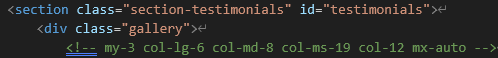 <section class="section-testimonials" id="testimonials">
<div class="gallery">
<!-- my-3 col-lg-6 col-md-8 col-ms-19 col-12 mx-auto -->